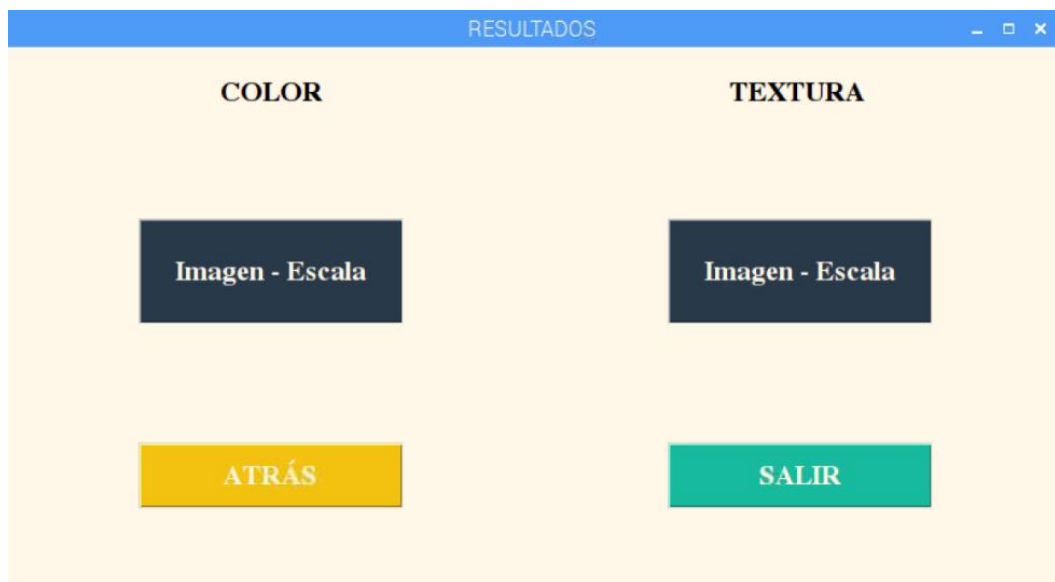 RESULTADOS
COLOR
TEXTURA
Imagen - Escala
Imagen - Escala
ATRÁS
SALIR